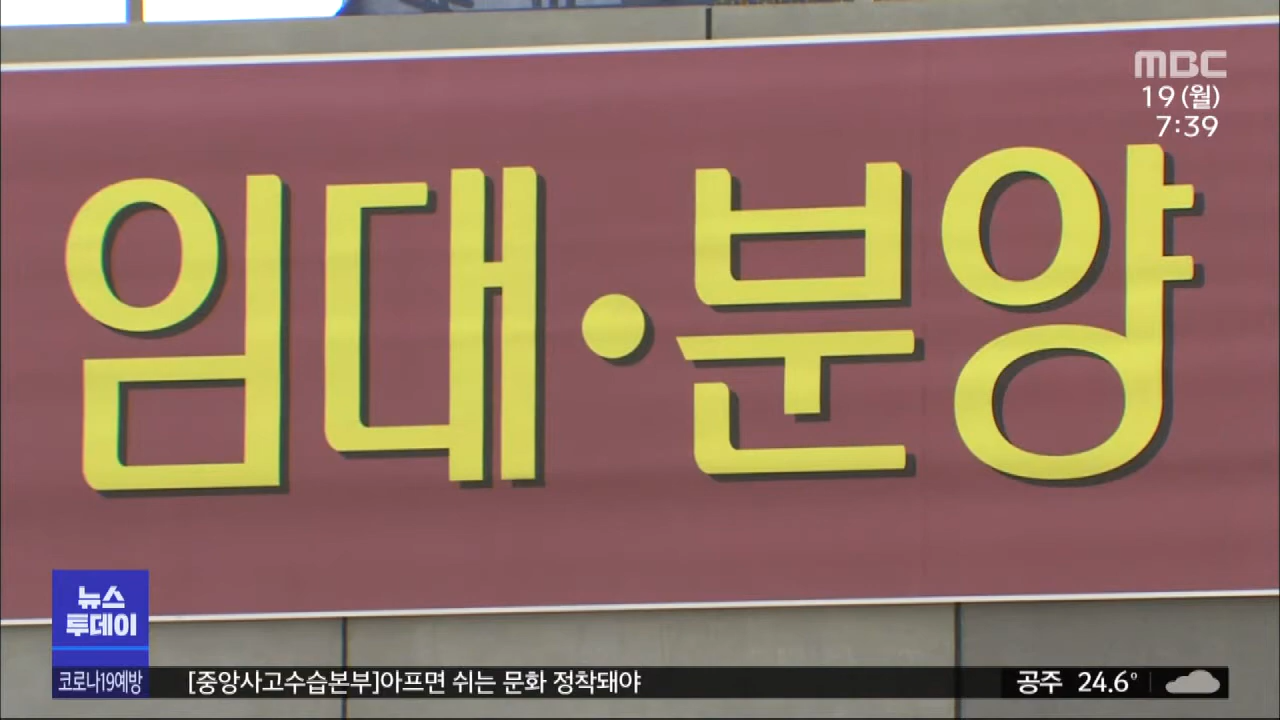 MBC
19 (월)
7:39
임대·분양
뉴스
투데이
코로나19예방
[중앙사고수습본부]아프면 쉬는 문화 정착돼야
공주 24.6°